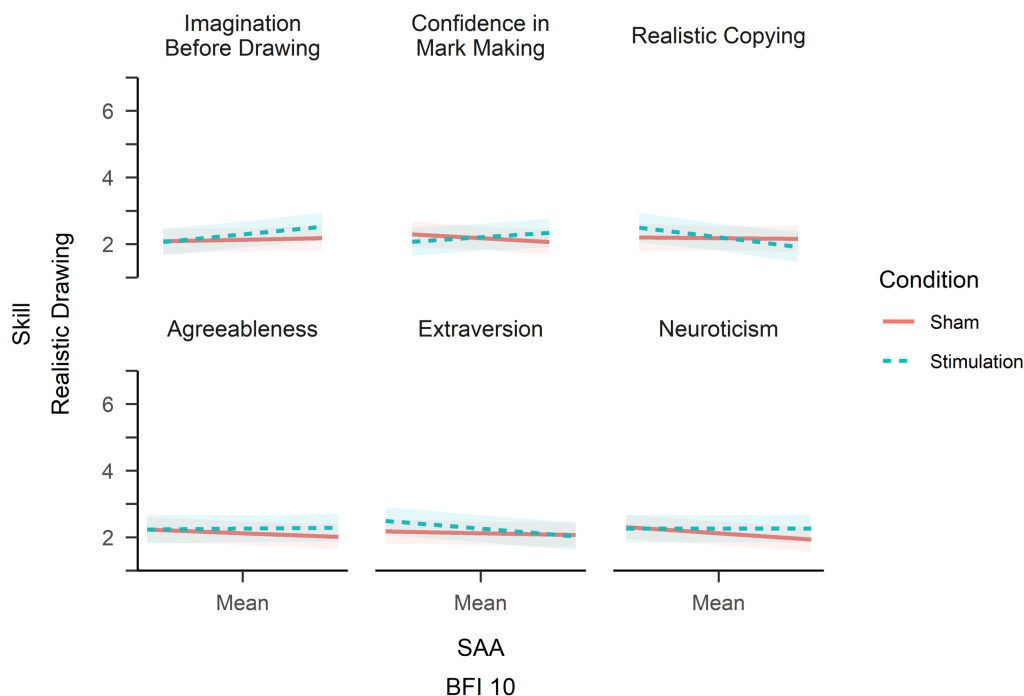 Imagination
Before Drawing
Confidence in
Mark Making
Realistic Copying
6
4
2
Skill
Realistic Drawing
Agreeableness
Extraversion
Neuroticism
6
4
2
Mean
Mean
Mean
SAA
BFI 10
Condition
Sham
Stimulation